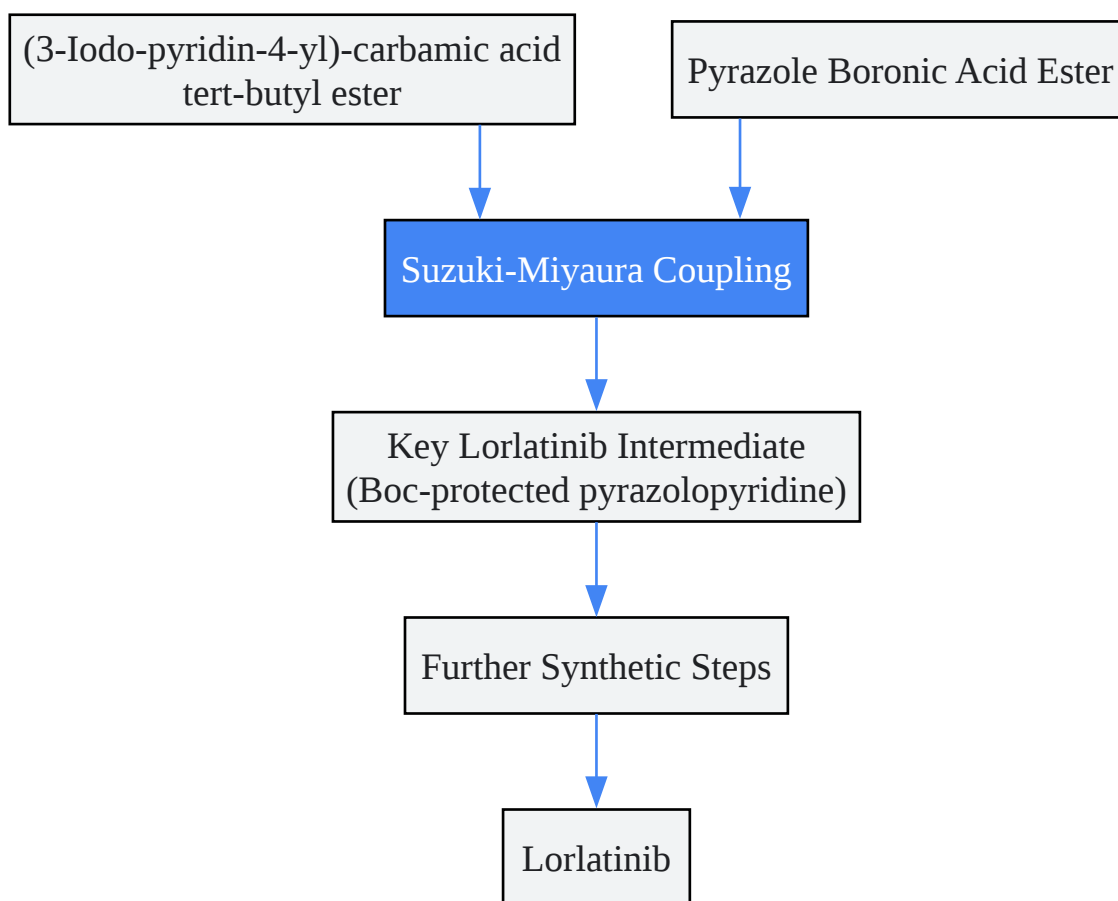 (3-Iodo-pyridin-4-yl)-carbamic acid
tert-butyl ester
Pyrazole Boronic Acid Ester
Suzuki-Miyaura Coupling
Key Lorlatinib Intermediate
(Boc-protected pyrazolopyridine)
Further Synthetic Steps
Lorlatinib